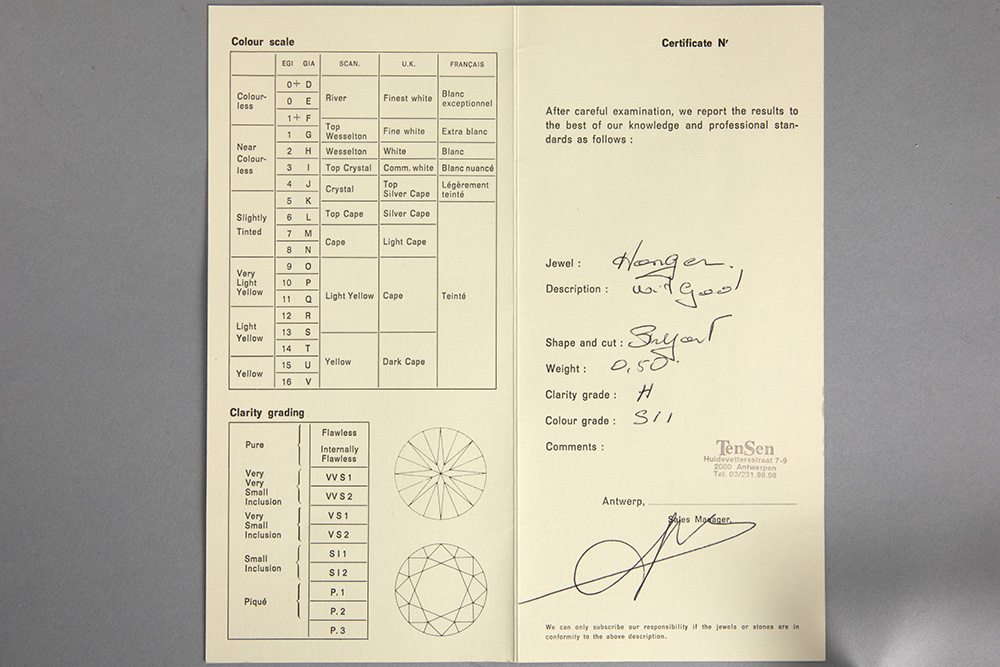 Colour scale
EGI GIA SCAN. U.K. FRANÇAIS
Colour-
less
0+ D
0 E
1+ F
River
Finest white
Blanc
exceptionnel
Near
Colour-
less
1 G
Top
Wesselton
Fine white
Extra blanc
2 H Wesselton White Blanc
3 I Top Crystal Comm. white Blanc nuancé
4 J
5 K
Crystal
Top
Silver Cape
Légèrement
teinté
Slightly
Tinted
6 L
Top Cape
Silver Cape
7 M
8 N
Cape
Light Cape
Very
Light
Yellow
9 O
10 P
11 Q
Light Yellow
Cape
Teinté
Light
Yellow
12 R
13 S
14 T
Yellow
15 U
16 V
Yellow
Dark Cape
Clarity grading
Pure
Flawless
Internally
Flawless
Very
Very
Small
Inclusion
VVS1
VVS2
Very
Small
Inclusion
VS1
VS2
Small
Inclusion
SI1
SI2
Piqué
P.1
P.2
P.3
Certificate Nr
After careful examination, we report the results to
the best of our knowledge and professional stan-
dards as follows :
Jewel : Hanger.
Description : wit Goud
Shape and cut : Briljant
Weight : 0,50
Clarity grade : H
Colour grade : SI1
Comments :
TenSen
Huidevettersstraat 7-9
2000 Antwerpen
Tel. 03/231.98.98
Antwerp,
Sales Manager,
We can only subscribe our responsibility if the jewels or stones are in
conformity to the above description.